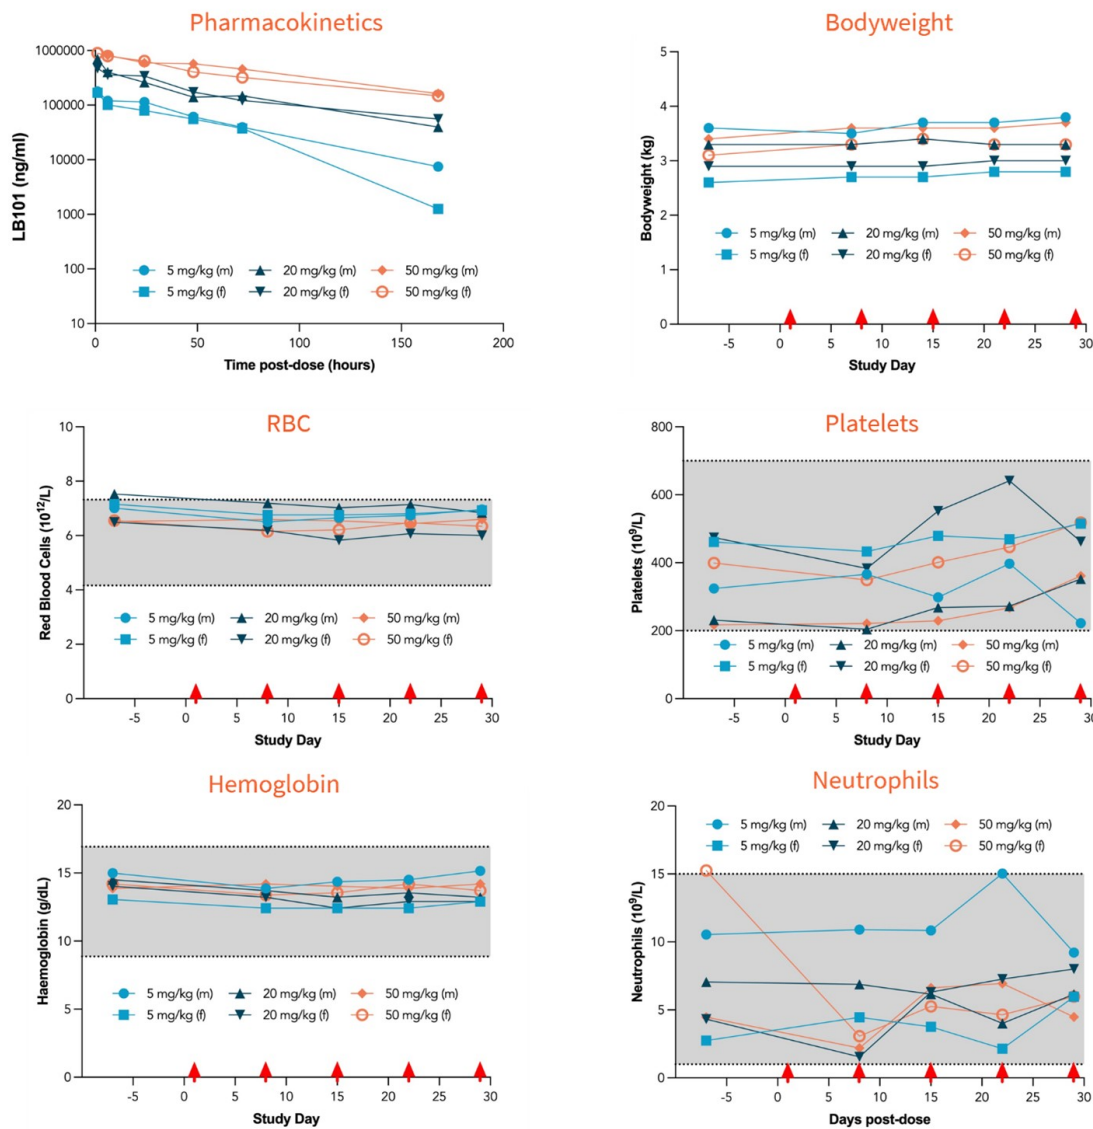 Pharmacokinetics
LB101 (ng/ml)
1000000
100000
10000
1000
100
10
5 mg/kg (m) 20 mg/kg (m) 50 mg/kg (m)
5 mg/kg (f) 20 mg/kg (f) 50 mg/kg (f)
0 50 100 150 200
Time post-dose (hours)
Bodyweight
Bodyweight (kg)
5
4
3
2
1
0
5 mg/kg (m) 20 mg/kg (m) 50 mg/kg (m)
5 mg/kg (f) 20 mg/kg (f) 50 mg/kg (f)
-5 0 5 10 15 20 25 30
Study Day
RBC
Red Blood Cells (10¹²/L)
10
8
6
4
2
0
5 mg/kg (m) 20 mg/kg (m) 50 mg/kg (m)
5 mg/kg (f) 20 mg/kg (f) 50 mg/kg (f)
-5 0 5 10 15 20 25 30
Study Day
Platelets
Platelets (10⁹/L)
800
600
400
200
0
5 mg/kg (m) 20 mg/kg (m) 50 mg/kg (m)
5 mg/kg (f) 20 mg/kg (f) 50 mg/kg (f)
-5 0 5 10 15 20 25 30
Study Day
Hemoglobin
Haemoglobin (g/dL)
20
15
10
5
0
5 mg/kg (m) 20 mg/kg (m) 50 mg/kg (m)
5 mg/kg (f) 20 mg/kg (f) 50 mg/kg (f)
-5 0 5 10 15 20 25 30
Study Day
Neutrophils
Neutrophils (10⁹/L)
20
15
10
5
0
5 mg/kg (m) 20 mg/kg (m) 50 mg/kg (m)
5 mg/kg (f) 20 mg/kg (f) 50 mg/kg (f)
-5 0 5 10 15 20 25 30
Days post-dose